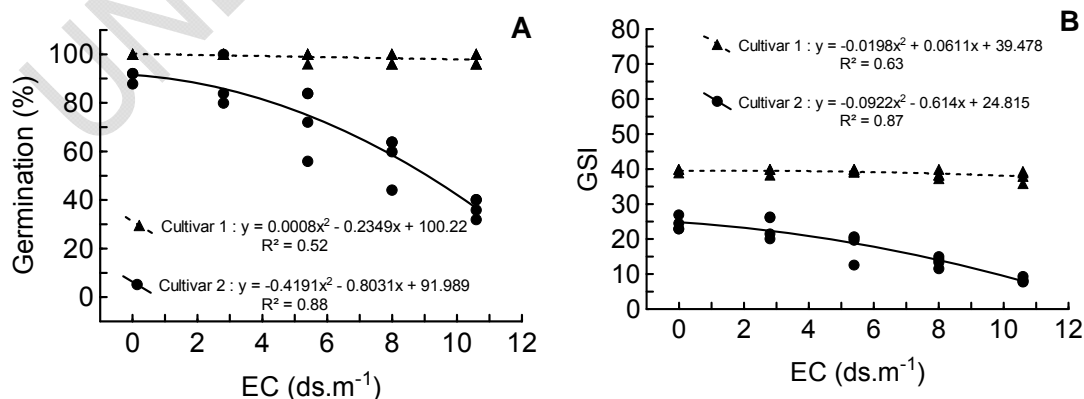 UN
A
Germination (%)
100
80
60
40
20
0
Cultivar 1 : y = 0.0008x² - 0.2349x + 100.22
R² = 0.52
Cultivar 2 : y = -0.4191x² - 0.8031x + 91.989
R² = 0.88
0 2 4 6 8 10 12
EC (ds.m⁻¹)
B
GSI
80
70
60
50
40
30
20
10
0
Cultivar 1 : y = -0.0198x² + 0.0611x + 39.478
R² = 0.63
Cultivar 2 : y = -0.0922x² - 0.614x + 24.815
R² = 0.87
0 2 4 6 8 10 12
EC (ds.m⁻¹)